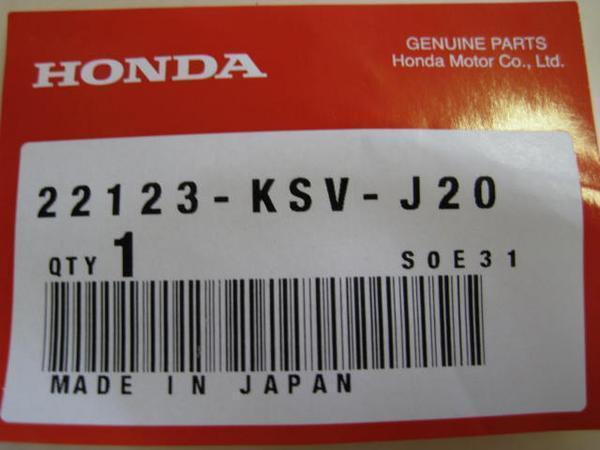 HONDA
GENUINE PARTS
Honda Motor Co., Ltd.
22123-KSV-J20
QTY 1 S0E31
MADE IN JAPAN